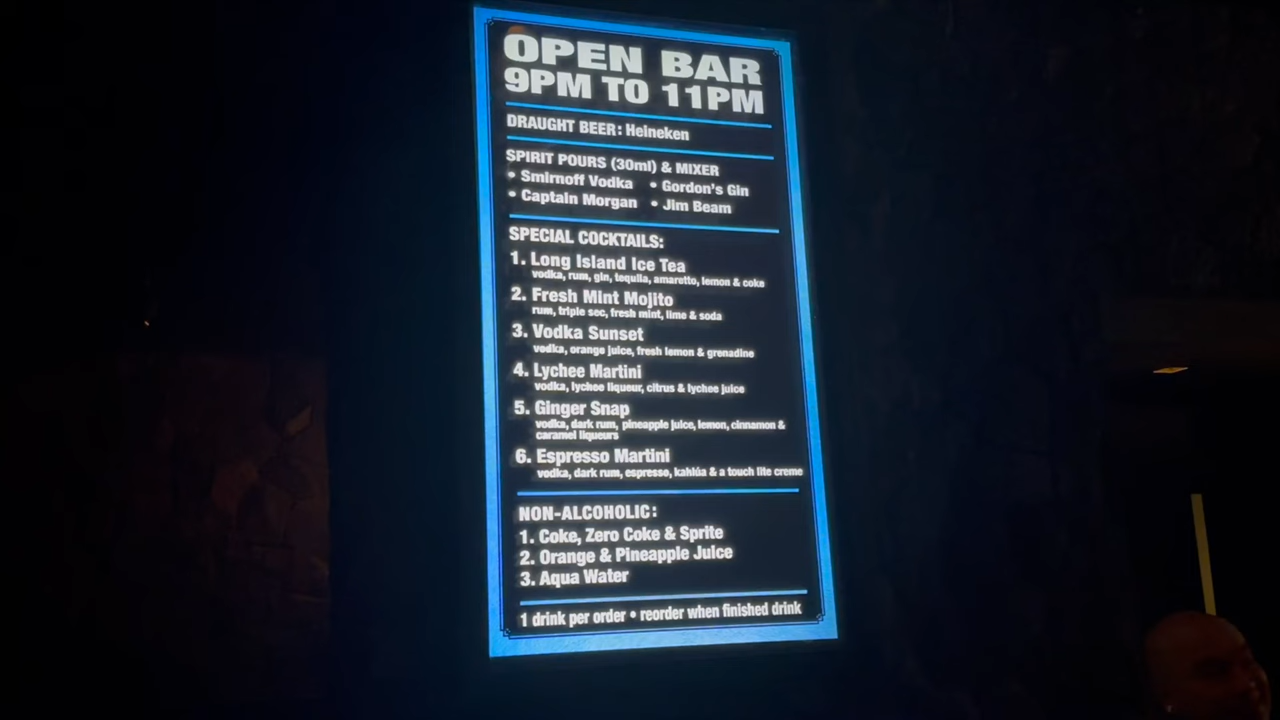 OPEN BAR
9PM TO 11PM
DRAUGHT BEER: Heineken
SPIRIT POURS (30ml) & MIXER
• Smirnoff Vodka • Gordon's Gin
• Captain Morgan • Jim Beam
SPECIAL COCKTAILS:
1. Long Island Ice Tea
vodka, rum, gin, tequila, amaretto, lemon & coke
2. Fresh Mint Mojito
rum, triple sec, fresh mint, lime & soda
3. Vodka Sunset
vodka, orange juice, fresh lemon & grenadine
4. Lychee Martini
vodka, lychee liqueur, citrus & lychee juice
5. Ginger Snap
vodka, dark rum, pineapple juice, lemon, cinnamon &
caramel liqueurs
6. Espresso Martini
vodka, dark rum, espresso, kahlúa & a touch lite creme
NON-ALCOHOLIC:
1. Coke, Zero Coke & Sprite
2. Orange & Pineapple Juice
3. Aqua Water
1 drink per order • reorder when finished drink